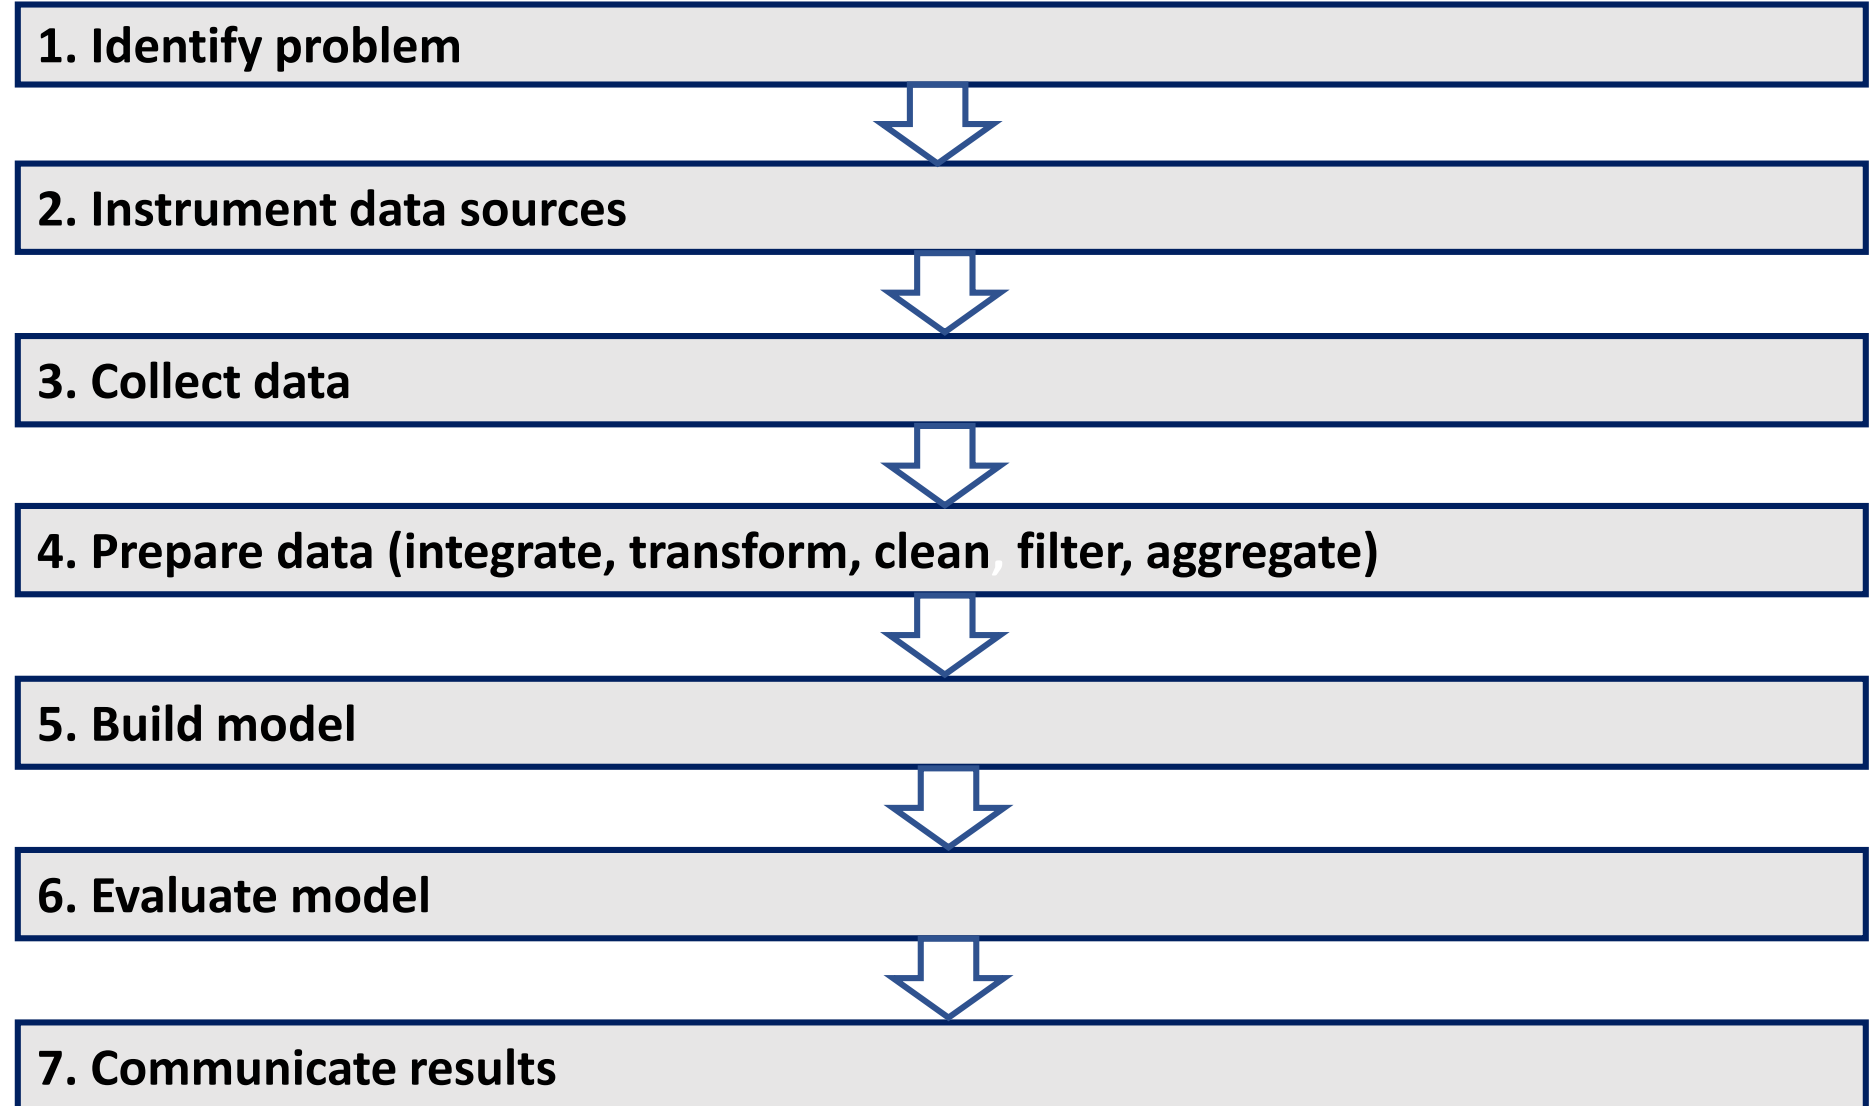 1. Identify problem
2. Instrument data sources
3. Collect data
4. Prepare data (integrate, transform, clean, filter, aggregate)
5. Build model
6. Evaluate model
7. Communicate results